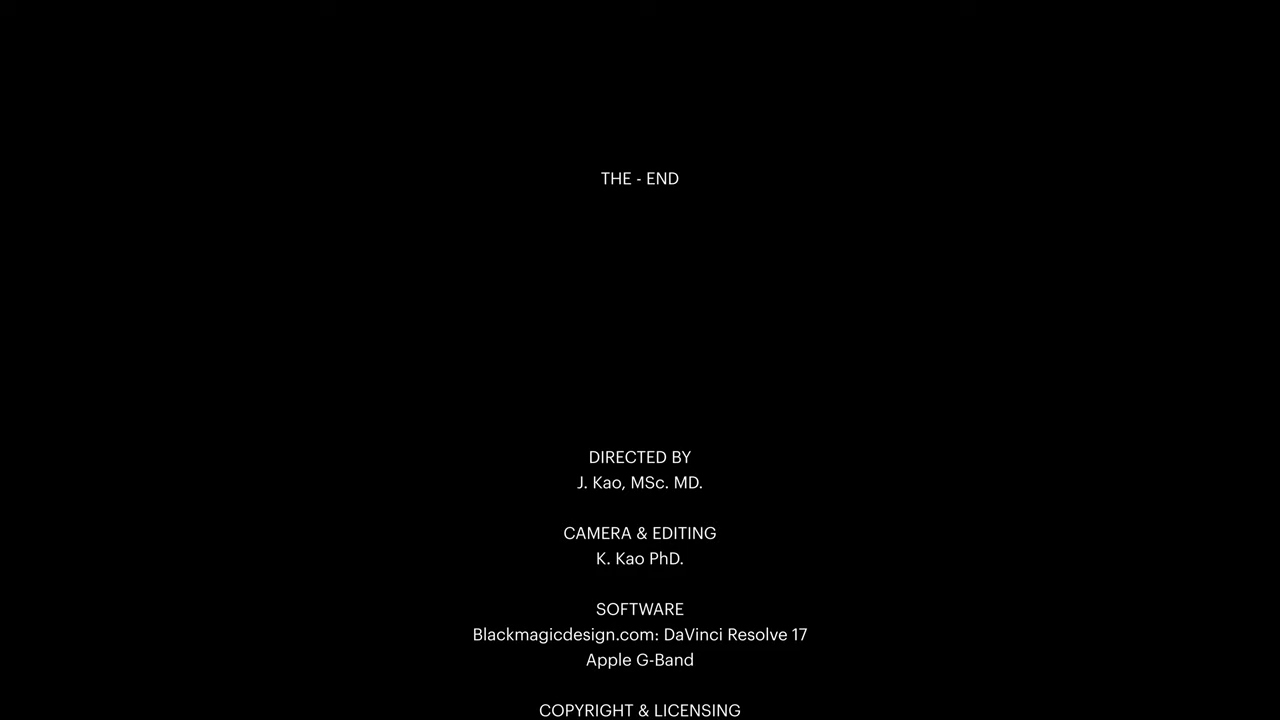 THE - END
DIRECTED BY
J. Kao, MSc. MD.
CAMERA & EDITING
K. Kao PhD.
SOFTWARE
Blackmagicdesign.com: DaVinci Resolve 17
Apple G-Band
COPYRIGHT & LICENSING